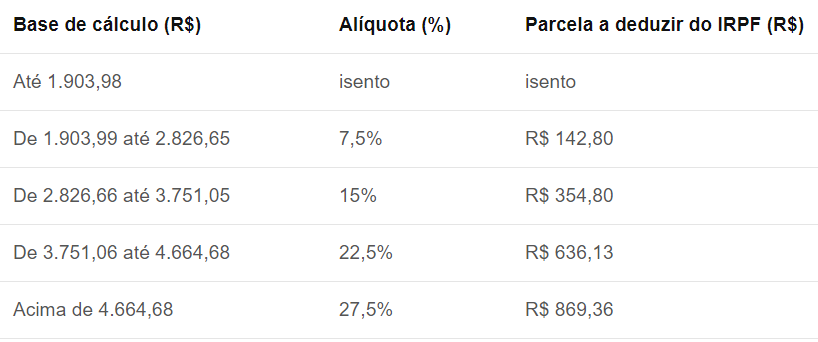 Base de cálculo (R$) Alíquota (%) Parcela a deduzir do IRPF (R$)
Até 1.903,98 isento isento
De 1.903,99 até 2.826,65 7,5% R$ 142,80
De 2.826,66 até 3.751,05 15% R$ 354,80
De 3.751,06 até 4.664,68 22,5% R$ 636,13
Acima de 4.664,68 27,5% R$ 869,36